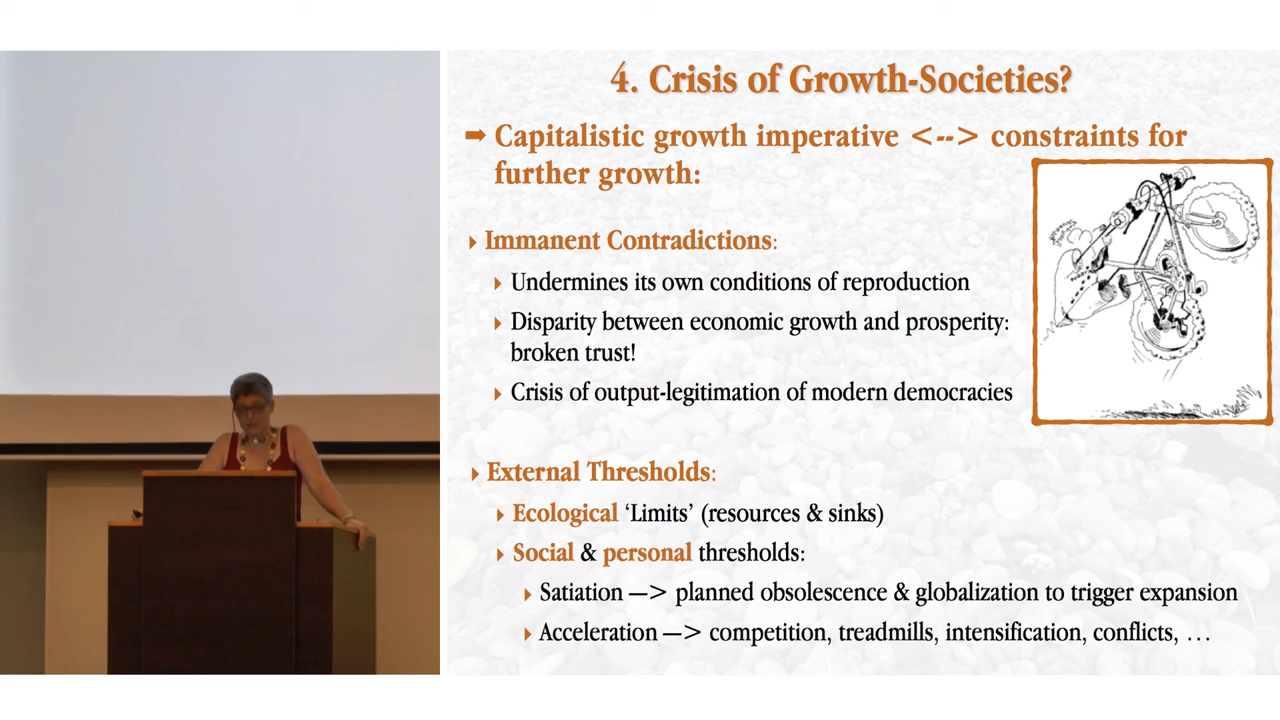 4. Crisis of Growth-Societies?
➡ Capitalistic growth imperative <--> constraints for
further growth:
Immanent Contradictions:
Undermines its own conditions of reproduction
Disparity between economic growth and prosperity:
broken trust!
Crisis of output-legitimation of modern democracies
External Thresholds:
Ecological ‘Limits’ (resources & sinks)
Social & personal thresholds:
Satiation —> planned obsolescence & globalization to trigger expansion
Acceleration —> competition, treadmills, intensification, conflicts, …